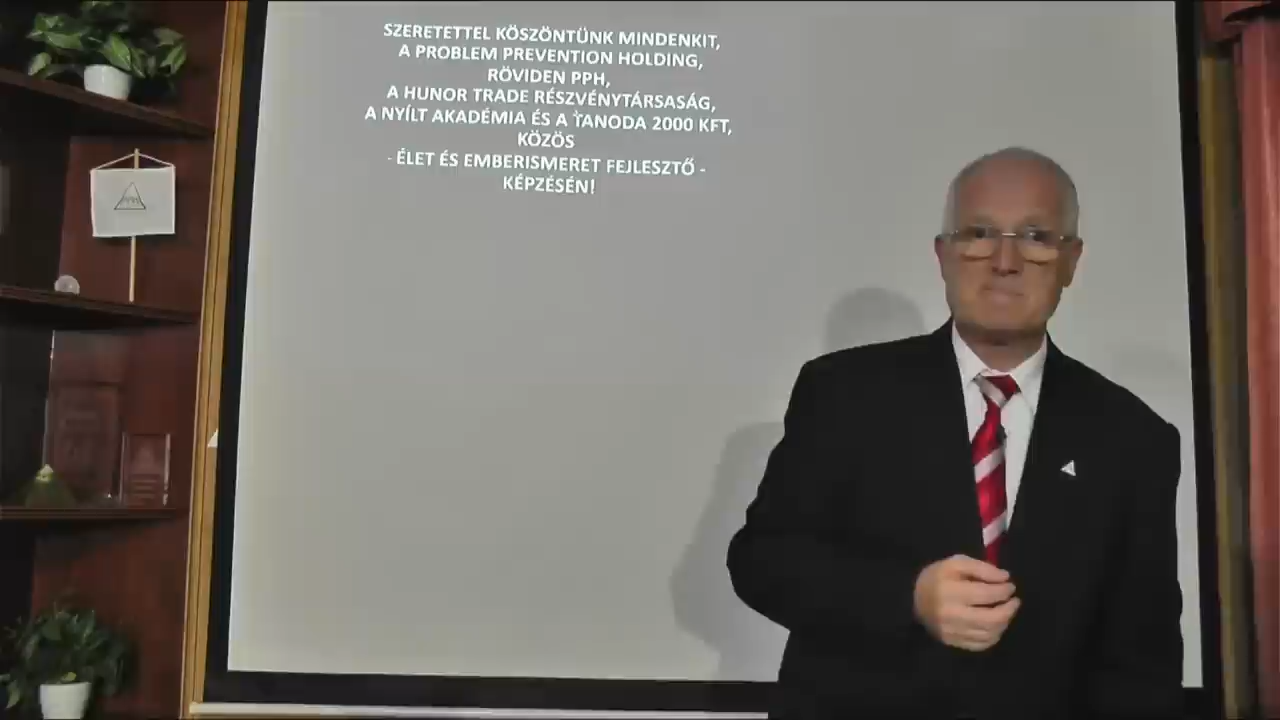 SZERETETTEL KÖSZÖNTÜNK MINDENKIT,
A PROBLEM PREVENTION HOLDING,
RÖVIDEN PPH,
A HUNOR TRADE RÉSZVÉNYTÁRSASÁG,
A NYÍLT AKADÉMIA ÉS A TANODA 2000 KFT,
KÖZÖS
- ÉLET ÉS EMBERISMERET FEJLESZTŐ -
KÉPZÉSÉN!